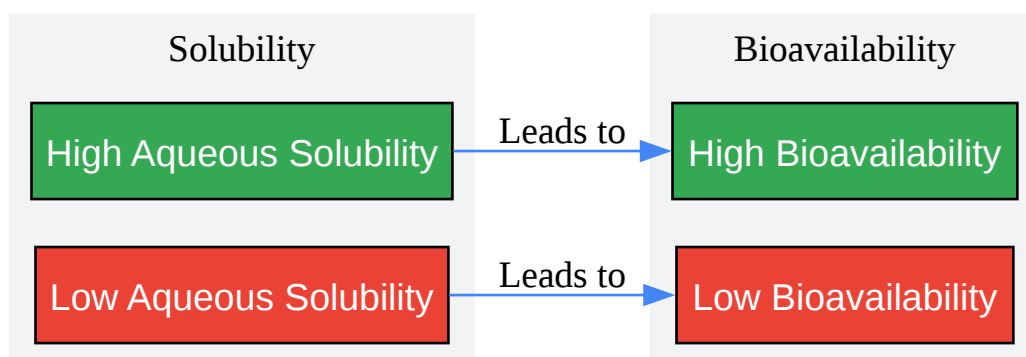 Solubility
Bioavailability
High Aqueous Solubility
Leads to
High Bioavailability
Low Aqueous Solubility
Leads to
Low Bioavailability